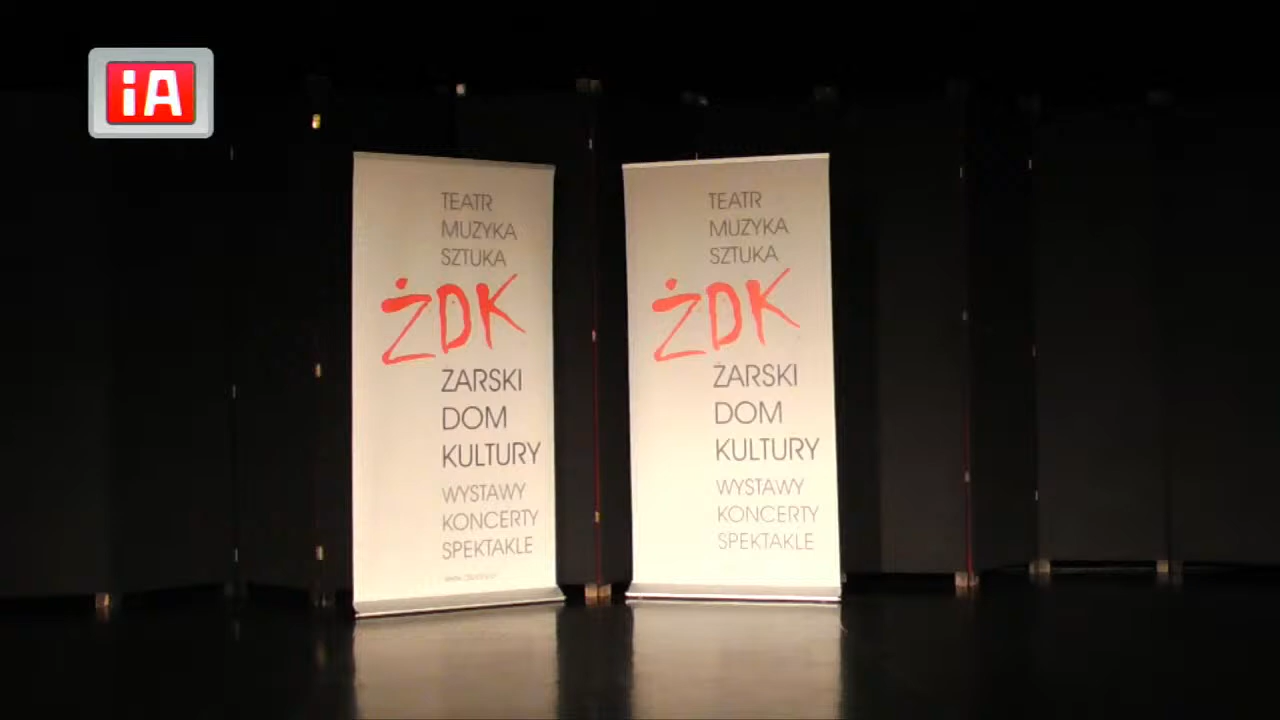 iA
TEATR
MUZYKA
SZTUKA
ŻDK
ŻARSKI
DOM
KULTURY
WYSTAWY
KONCERTY
SPEKTAKLE
TEATR
MUZYKA
SZTUKA
ŻDK
ŻARSKI
DOM
KULTURY
WYSTAWY
KONCERTY
SPEKTAKLE